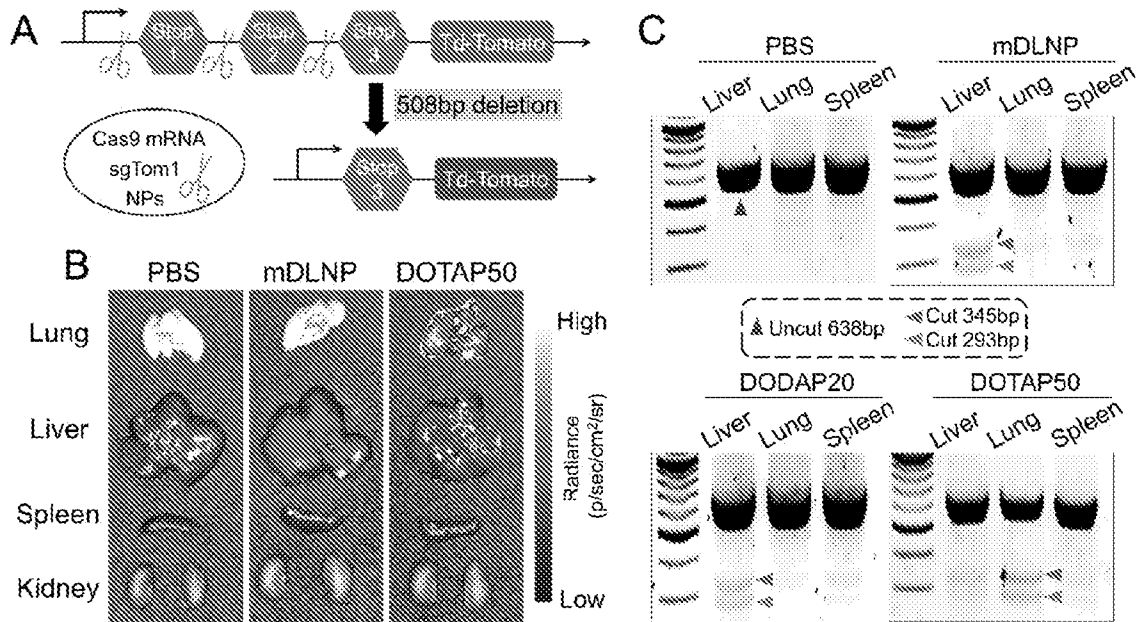 A
Stop 1
Stop 2
Stop 3
Td-Tomato
508bp deletion
Cas9 mRNA
sgTom1
NPs
Td-Tomato
B
PBS
mDLNP
DOTAP50
Lung
Liver
Spleen
Kidney
High
Radiance
(p/sec/cm²/sr)
Low
C
PBS
mDLNP
Liver
Lung
Spleen
Liver
Lung
Spleen
Uncut 638bp
Cut 345bp
Cut 293bp
DODAP20
DOTAP50
Liver
Lung
Spleen
Liver
Lung
Spleen